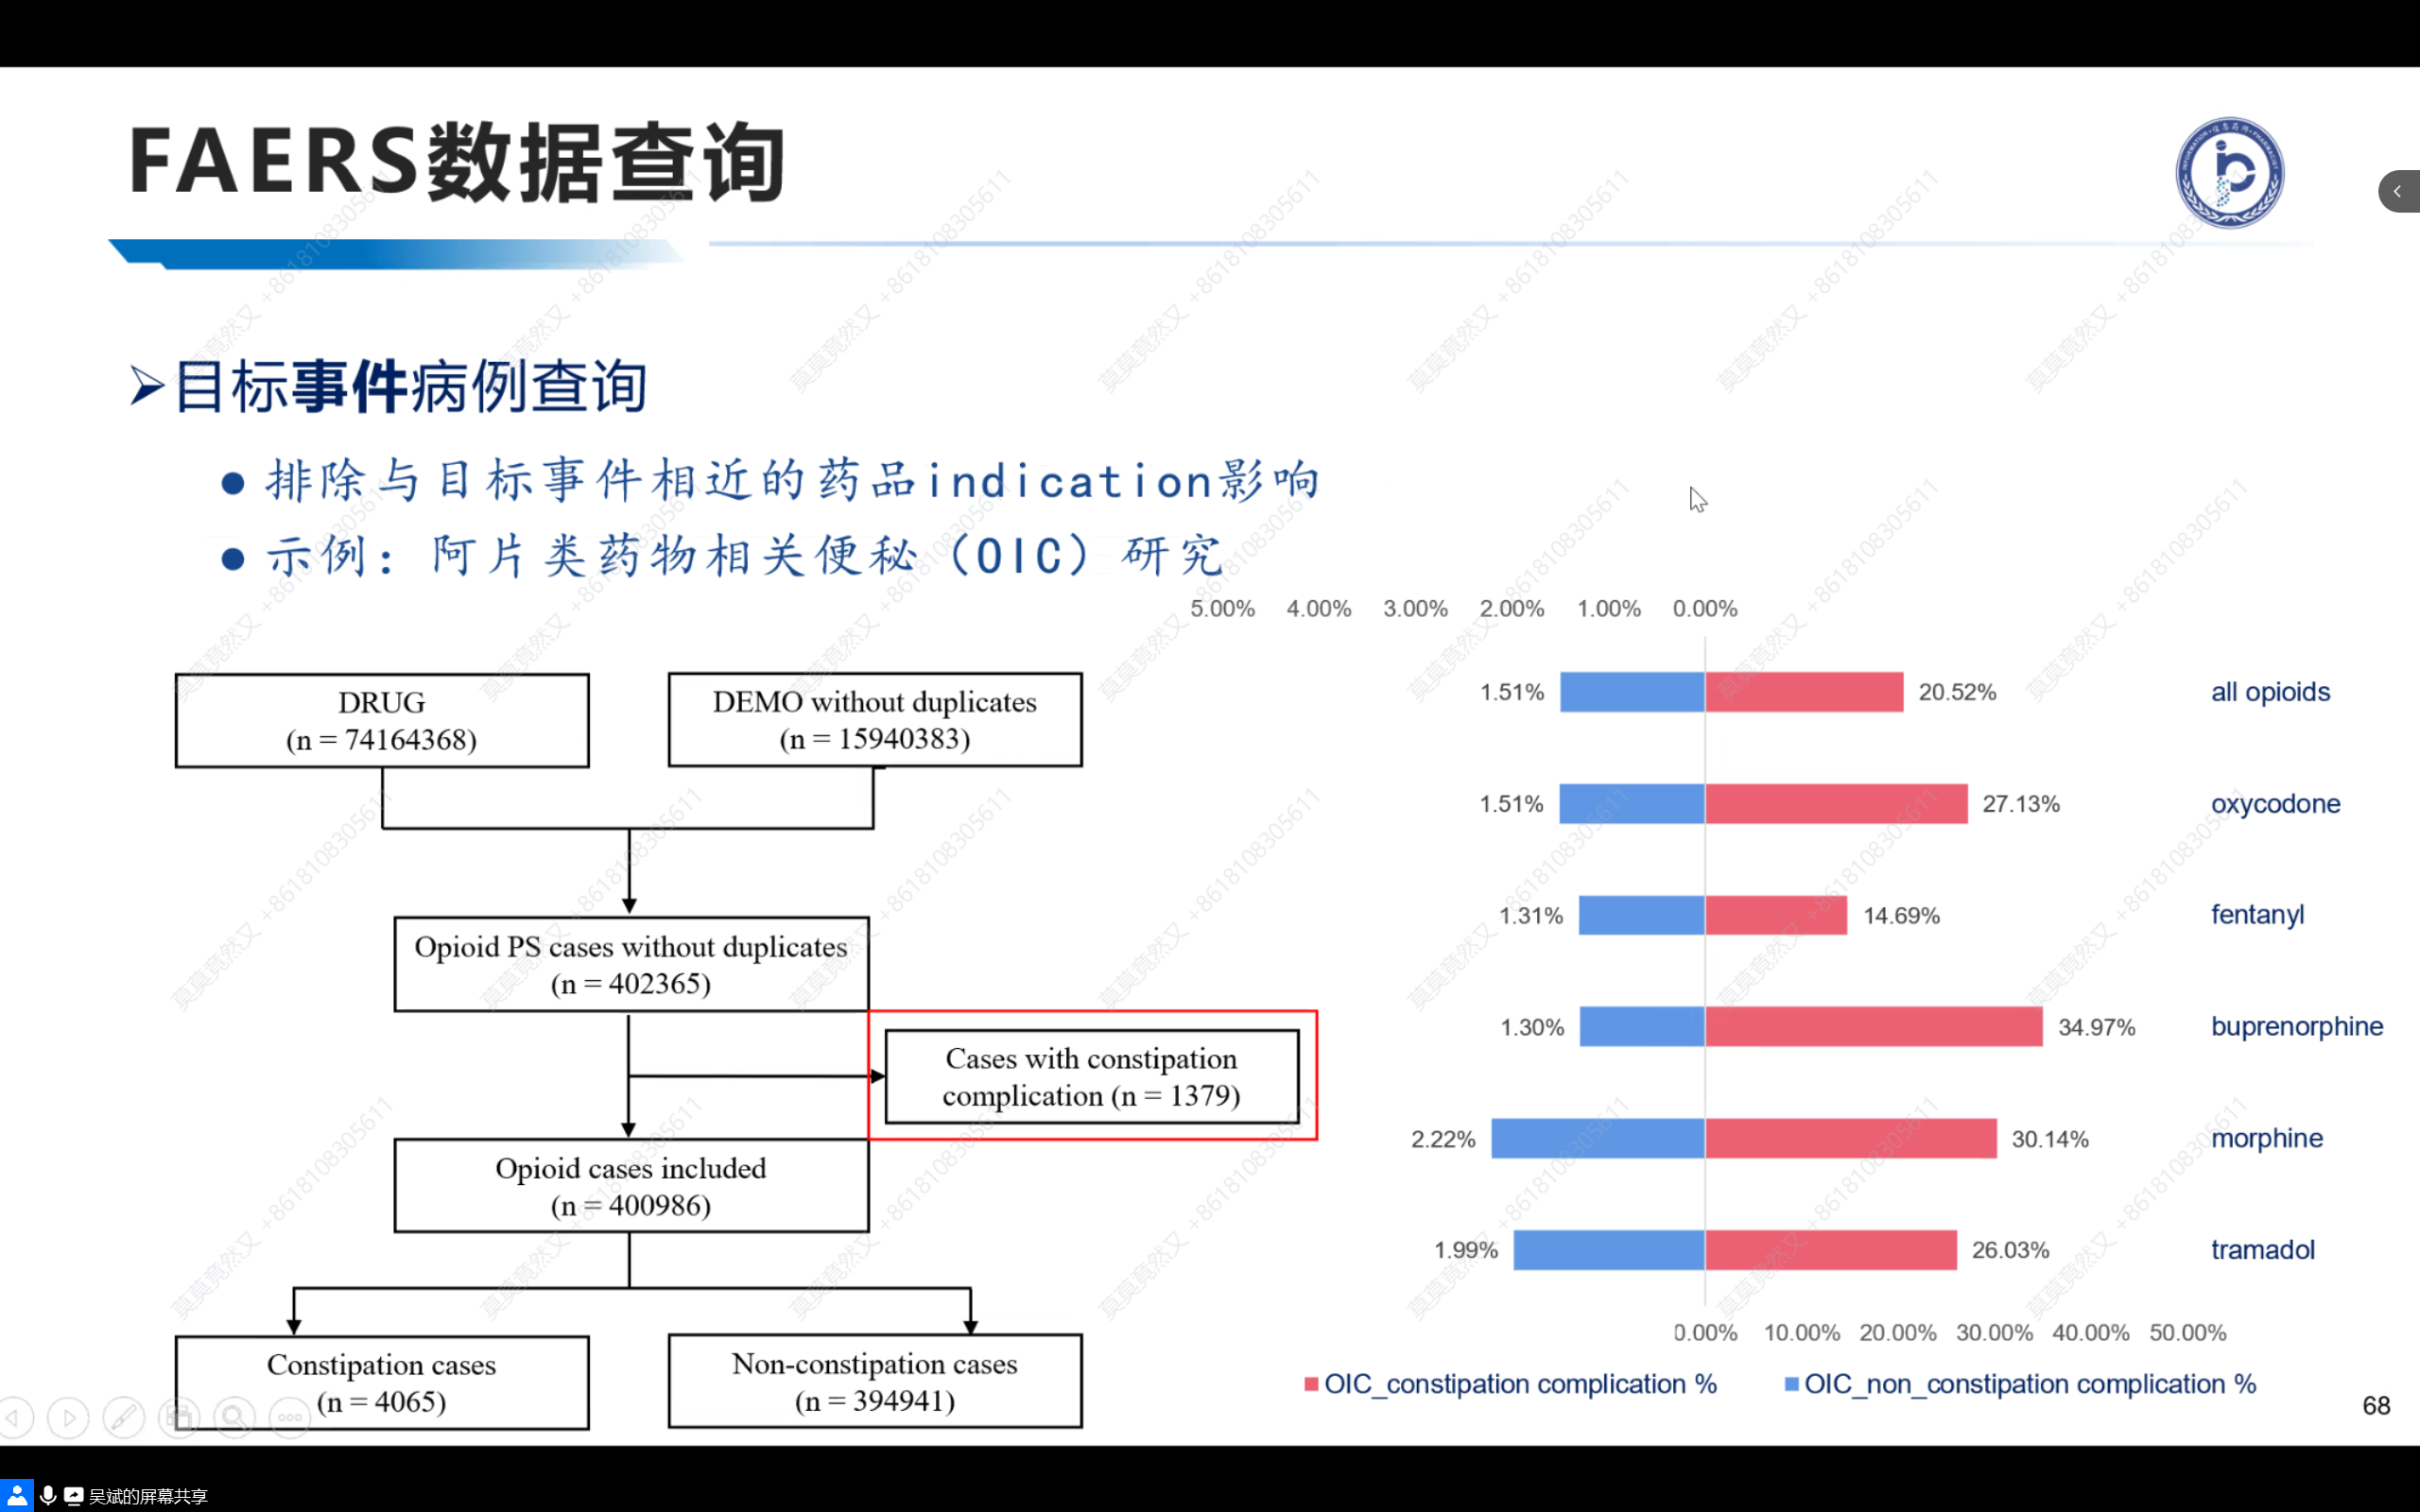 FAERS数据查询
➢目标事件病例查询
● 排除与目标事件相近的药品indication影响
● 示例：阿片类药物相关便秘（OIC）研究
DRUG
(n = 74164368)
DEMO without duplicates
(n = 15940383)
Opioid PS cases without duplicates
(n = 402365)
Cases with constipation
complication (n = 1379)
Opioid cases included
(n = 400986)
Constipation cases
(n = 4065)
Non-constipation cases
(n = 394941)
5.00% 4.00% 3.00% 2.00% 1.00% 0.00%
1.51% 20.52% all opioids
1.51% 27.13% oxycodone
1.31% 14.69% fentanyl
1.30% 34.97% buprenorphine
2.22% 30.14% morphine
1.99% 26.03% tramadol
0.00% 10.00% 20.00% 30.00% 40.00% 50.00%
OIC_constipation complication % OIC_non_constipation complication %
68
吴斌的屏幕共享
莫莫竟然又 +8618108305611